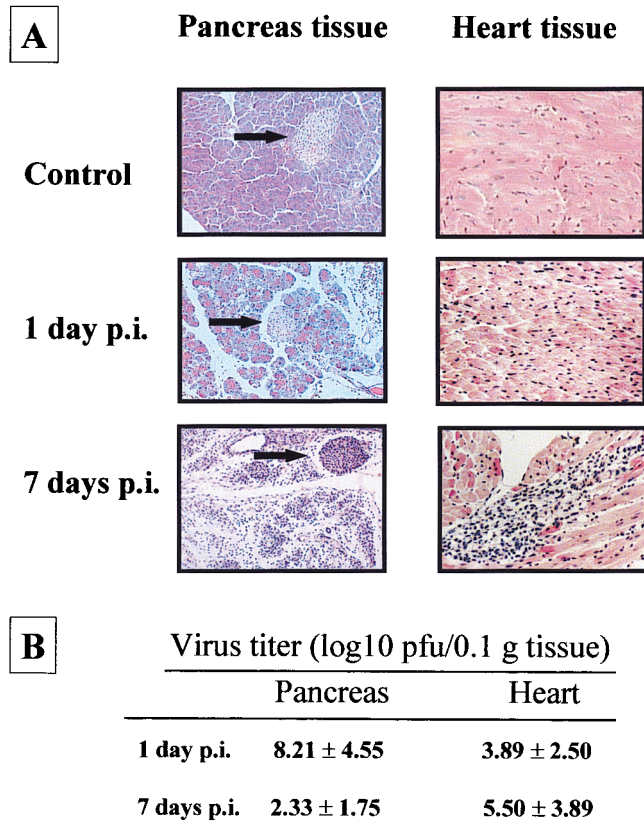 A
Pancreas tissue Heart tissue
Control
1 day p.i.
7 days p.i.
B
Virus titer (log10 pfu/0.1 g tissue)
Pancreas Heart
1 day p.i. 8.21 ± 4.55 3.89 ± 2.50
7 days p.i. 2.33 ± 1.75 5.50 ± 3.89